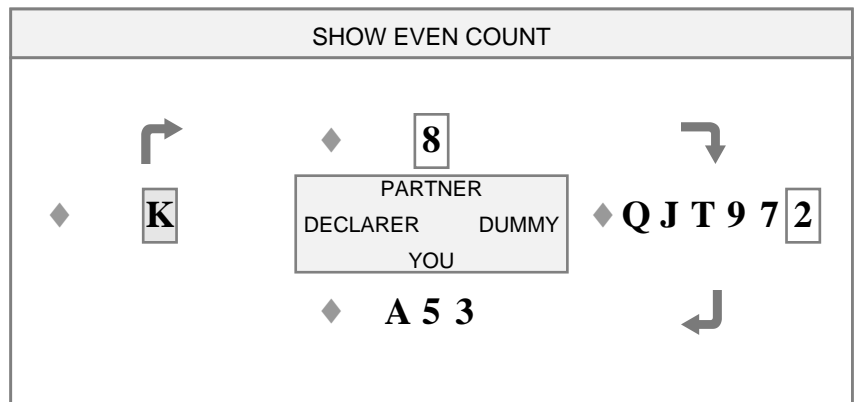 SHOW EVEN COUNT
♦ 8
PARTNER
♦ K DECLARER DUMMY ♦ Q J T 9 7 2
YOU
♦ A 5 3